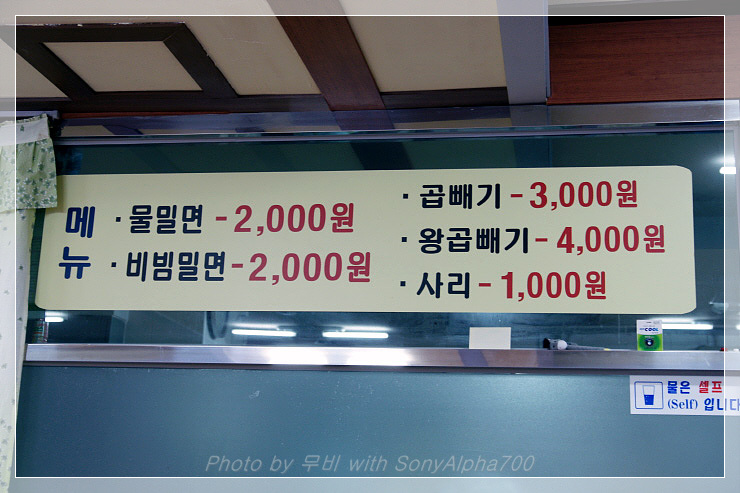 메뉴
· 물밀면 - 2,000원
· 비빔밀면 - 2,000원
· 곱빼기 - 3,000원
· 왕곱빼기 - 4,000원
· 사리 - 1,000원
COOL
물은 셀프
(Self) 입니다
Photo by 무비 with SonyAlpha700